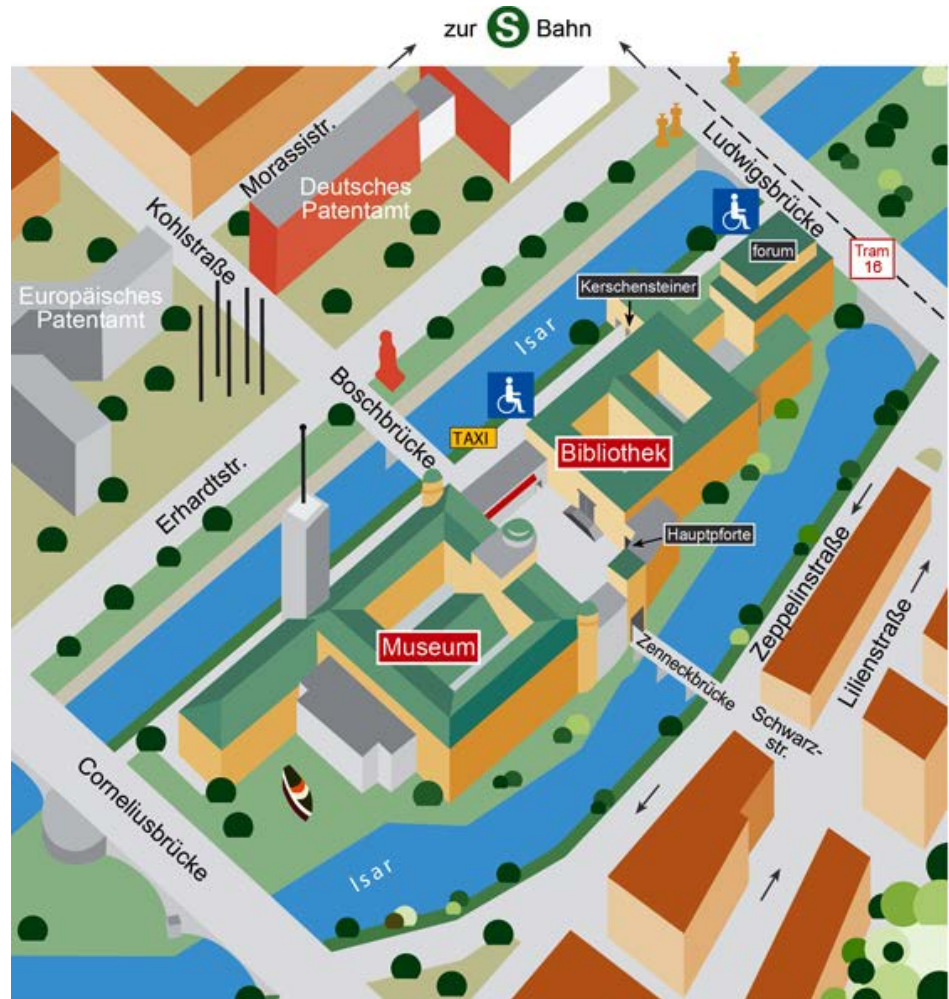 zur S Bahn
Morassistr.
Ludwigsbrücke
Deutsches
Patentamt
Kohlstraße
forum
Tram
16
Kerschensteiner
Europäisches
Patentamt
Isar
Boschbrücke
TAXI
Bibliothek
Erhardtstr.
Hauptpforte
Zeppelinstraße
Museum
Lilienstraße
Zenneckbrücke
Schwarz-
str.
Corneliusbrücke
Isar